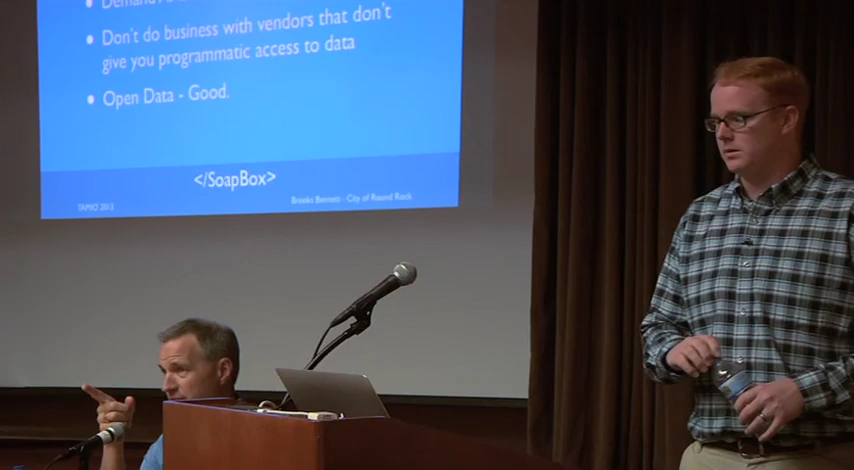 Demand
Don't do business with vendors that don't
give you programmatic access to data
Open Data - Good.
</SoapBox>
TAMIO 2013
Brooks Bennett - City of Round Rock